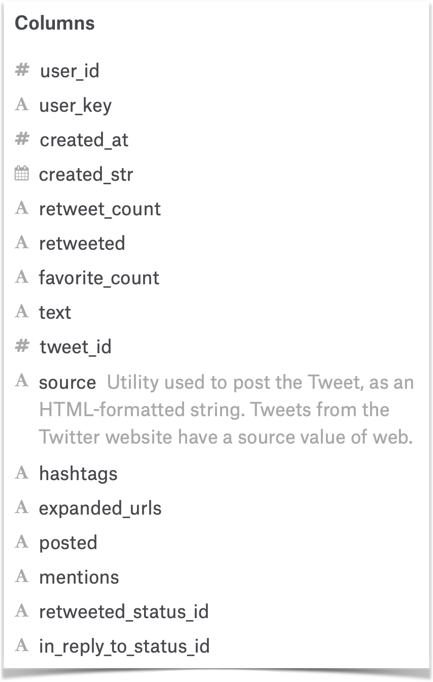 Columns
# user_id
A user_key
# created_at
created_str
A retweet_count
A retweeted
A favorite_count
A text
# tweet_id
A source Utility used to post the Tweet, as an
HTML-formatted string. Tweets from the
Twitter website have a source value of web.
A hashtags
A expanded_urls
A posted
A mentions
A retweeted_status_id
A in_reply_to_status_id